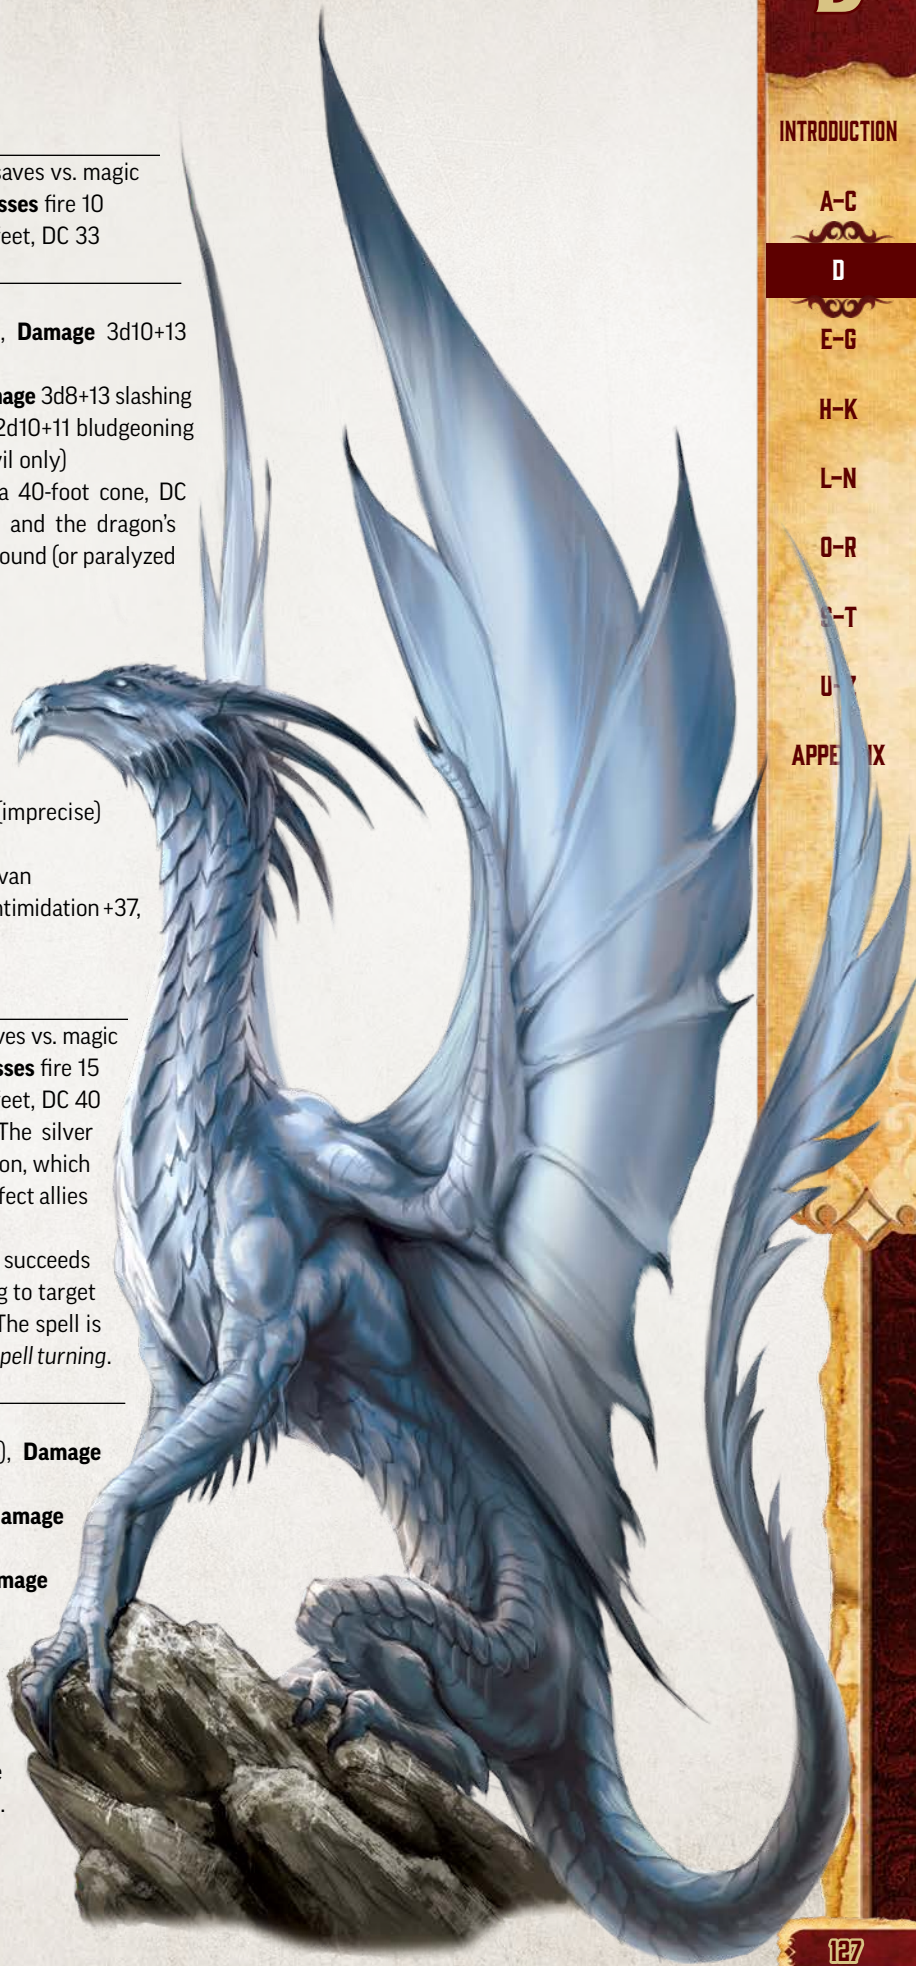 saves vs. magic
sses fire 10
eet, DC 33
, Damage 3d10+13
age 3d8+13 slashing
2d10+11 bludgeoning
vil only)
a 40-foot cone, DC
and the dragon's
ound (or paralyzed
(imprecise)
van
ntimidation +37,
ves vs. magic
sses fire 15
eet, DC 40
The silver
on, which
fect allies
succeeds
g to target
The spell is
pell turning.
), Damage
amage
mage
e
.
D
INTRODUCTION
A–C
D
E–G
H–K
L–N
O–R
S–T
U–Z
APPE IX
127